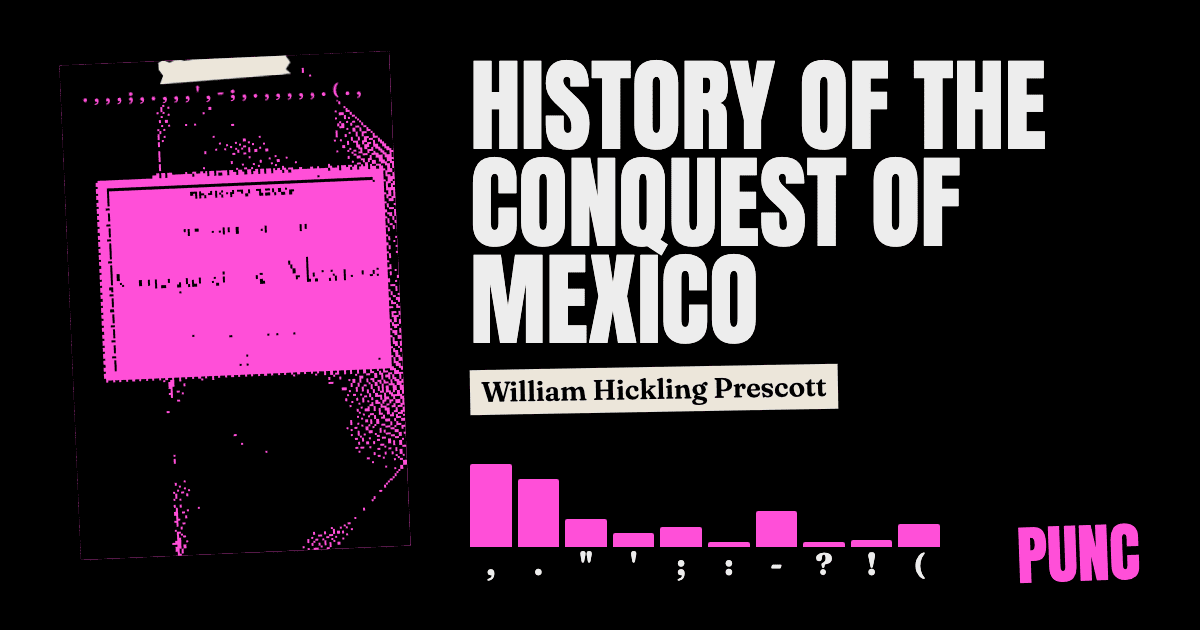 .,,,;,.,,,',-;,.,,,,,.(.,
HISTORY OF THE
CONQUEST OF
MEXICO
William Hickling Prescott
, . " ' ; : - ? ! (
PUNC